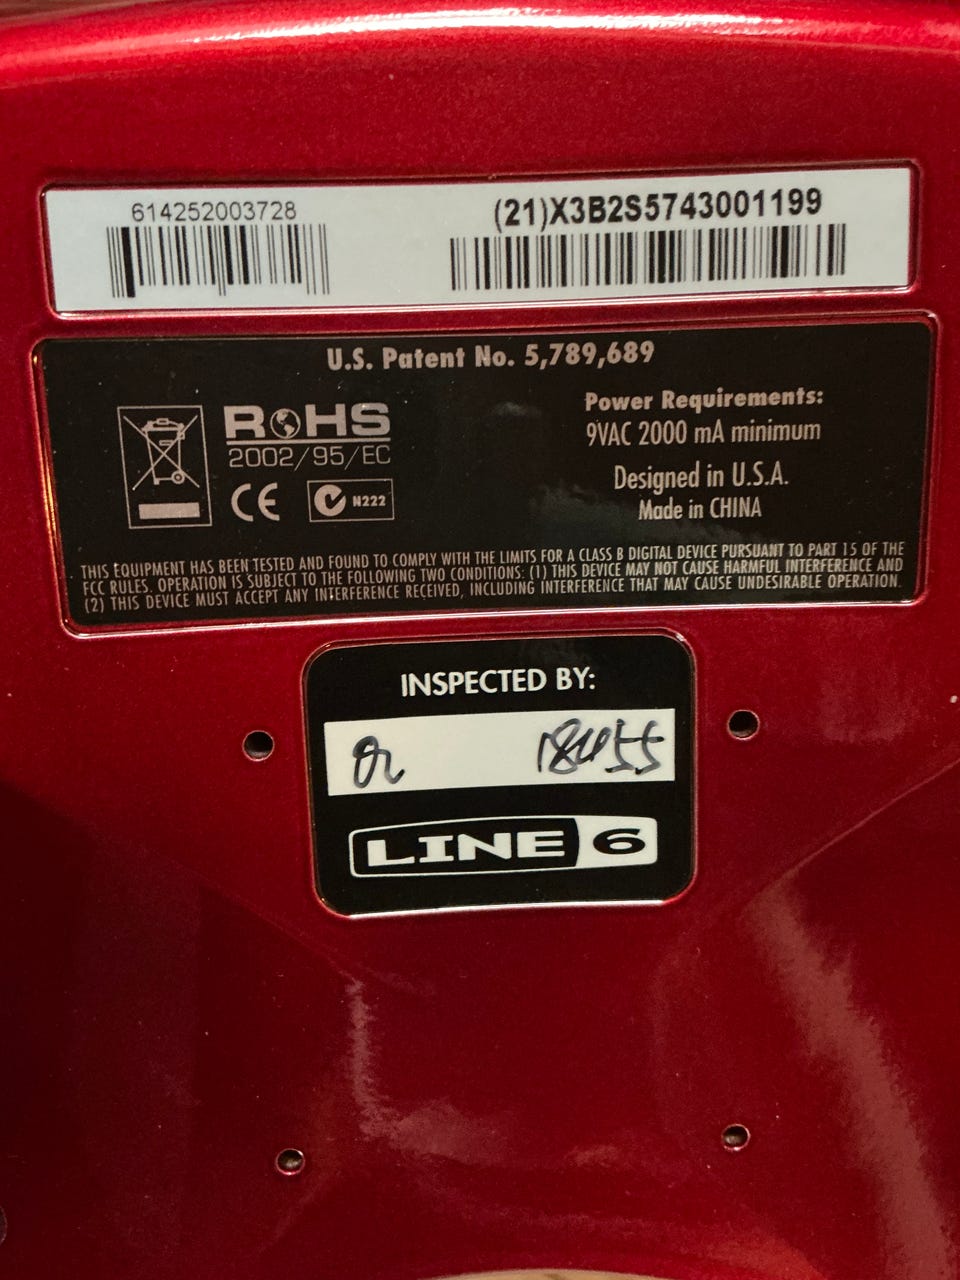 614252003728
(21)X3B2S5743001199
U.S. Patent No. 5,789,689
RoHS
2002/95/EC
CE
N222
Power Requirements:
9VAC 2000 mA minimum
Designed in U.S.A.
Made in CHINA
THIS EQUIPMENT HAS BEEN TESTED AND FOUND TO COMPLY WITH THE LIMITS FOR A CLASS B DIGITAL DEVICE PURSUANT TO PART 15 OF THE
FCC RULES. OPERATION IS SUBJECT TO THE FOLLOWING TWO CONDITIONS: (1) THIS DEVICE MAY NOT CAUSE HARMFUL INTERFERENCE AND
(2) THIS DEVICE MUST ACCEPT ANY INTERFERENCE RECEIVED, INCLUDING INTERFERENCE THAT MAY CAUSE UNDESIRABLE OPERATION.
INSPECTED BY:
LINE 6